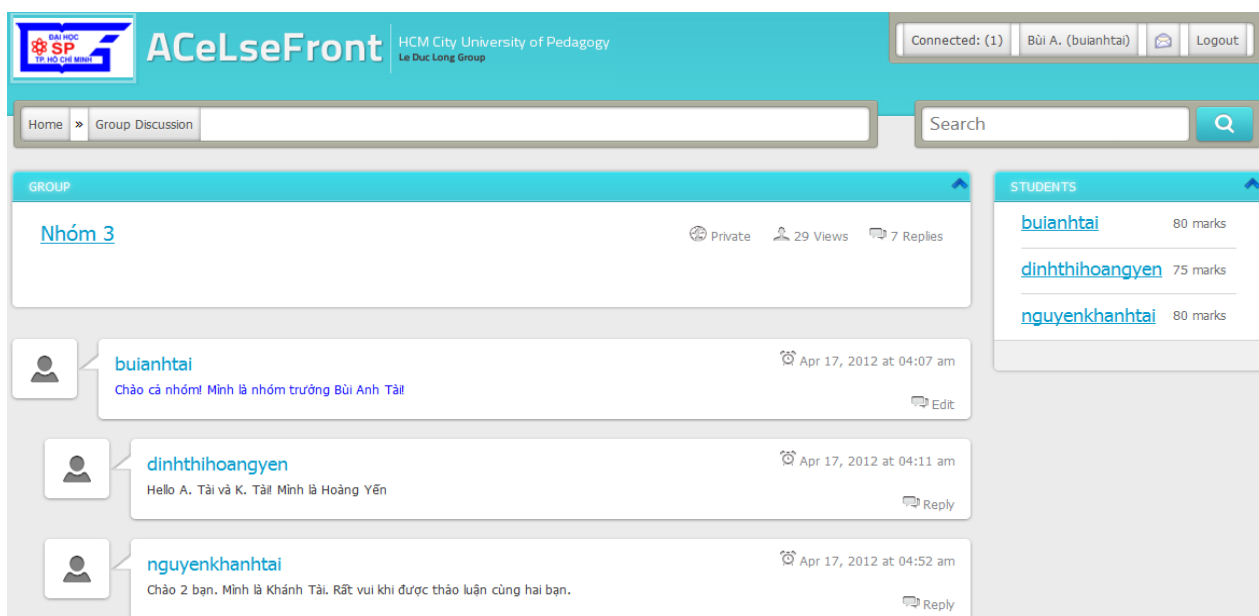 ĐẠI HỌC
SP
TP. HỒ CHÍ MINH
ACeLseFront
HCM City University of Pedagogy
Le Duc Long Group
Connected: (1) Bùi A. (buianhtai) Logout
Home » Group Discussion
Search
GROUP
Nhóm 3
Private 29 Views 7 Replies
STUDENTS
buianhtai 80 marks
dinhthihoangyen 75 marks
nguyenkhanhtai 80 marks
buianhtai
Apr 17, 2012 at 04:07 am
Chào cả nhóm! Mình là nhóm trưởng Bùi Anh Tài!
Edit
dinhthihoangyen
Apr 17, 2012 at 04:11 am
Hello A. Tài và K. Tài! Mình là Hoàng Yến
Reply
nguyenkhanhtai
Apr 17, 2012 at 04:52 am
Chào 2 bạn. Mình là Khánh Tài. Rất vui khi được thảo luận cùng hai bạn.
Reply